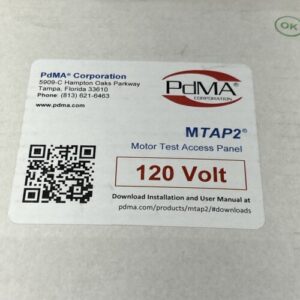 OK
PdMA® Corporation
5909-C Hampton Oaks Parkway
Tampa, Florida 33610
Phone: (813) 621-6463
pdma.com
PdMA®
CORPORATION
MTAP2®
Motor Test Access Panel
120 Volt
Download Installation and User Manual at
pdma.com/products/mtap2/#downloads